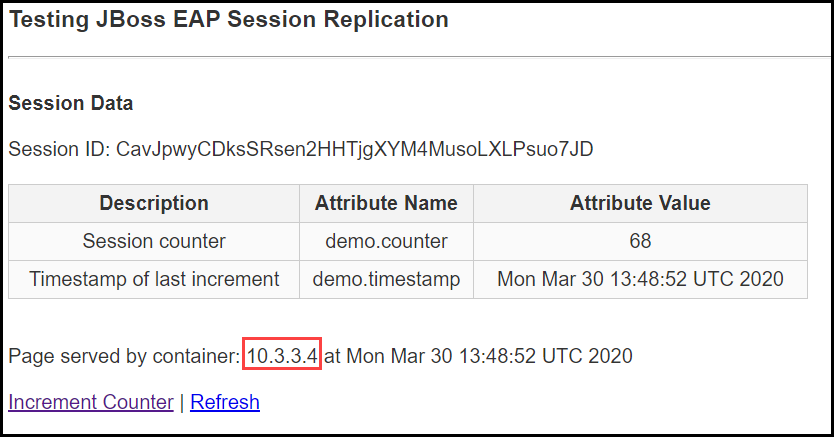 Testing JBoss EAP Session Replication
Session Data
Session ID: CavJpwyCDksSRsen2HHTjgXYM4MusoLXLPsuo7JD
Description Attribute Name Attribute Value
Session counter demo.counter 68
Timestamp of last increment demo.timestamp Mon Mar 30 13:48:52 UTC 2020
Page served by container: 10.3.3.4 at Mon Mar 30 13:48:52 UTC 2020
Increment Counter | Refresh